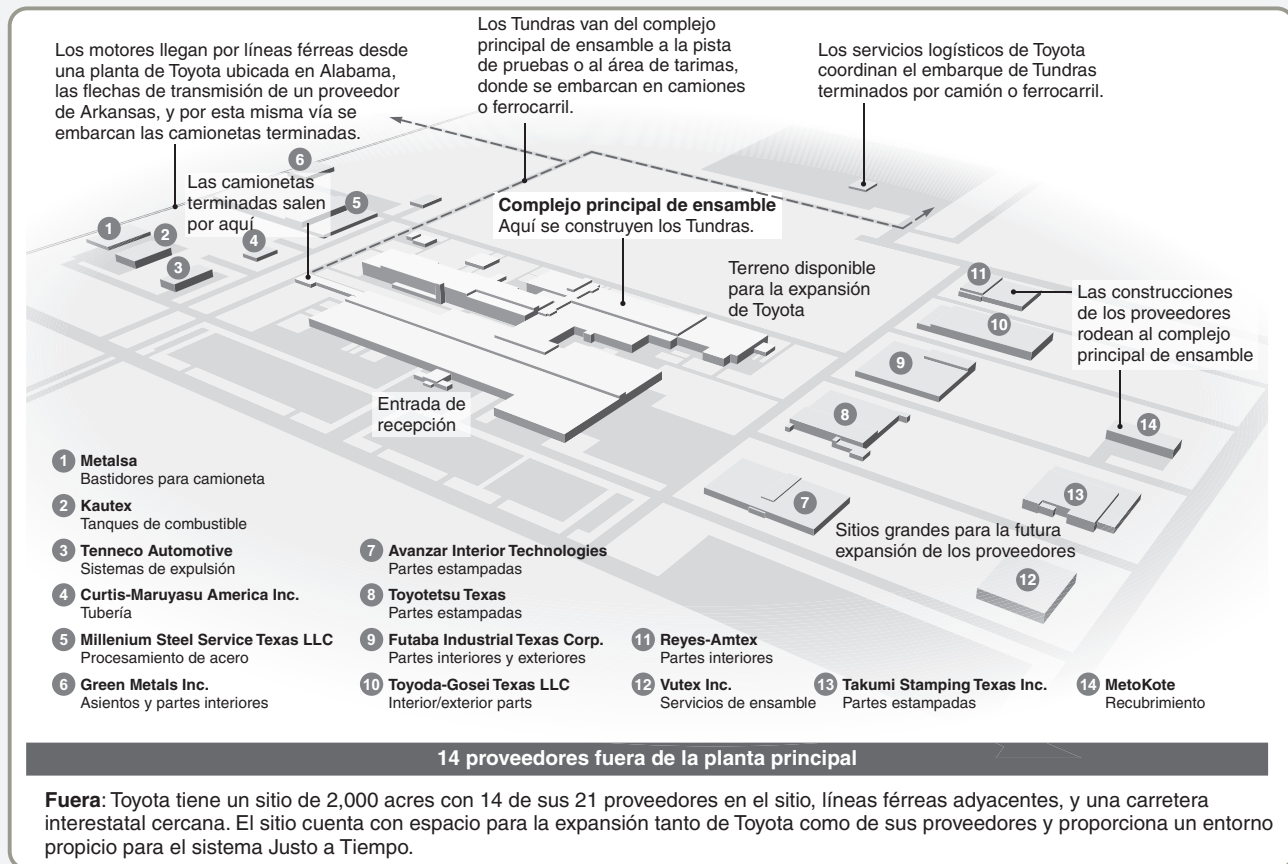 Los motores llegan por líneas férreas desde
una planta de Toyota ubicada en Alabama,
las flechas de transmisión de un proveedor
de Arkansas, y por esta misma vía se
embarcan las camionetas terminadas.
Los Tundras van del complejo
principal de ensamble a la pista
de pruebas o al área de tarimas,
donde se embarcan en camiones
o ferrocarril.
Los servicios logísticos de Toyota
coordinan el embarque de Tundras
terminados por camión o ferrocarril.
6
Las camionetas
terminadas salen
por aquí
5
1
2
4
3
Complejo principal de ensamble
Aquí se construyen los Tundras.
Terreno disponible
para la expansión
de Toyota
11
10
9
8
Las construcciones
de los proveedores
rodean al complejo
principal de ensamble
14
Entrada de
recepción
7
13
Sitios grandes para la futura
expansión de los proveedores
12
1 Metalsa
Bastidores para camioneta
2 Kautex
Tanques de combustible
3 Tenneco Automotive
Sistemas de expulsión
4 Curtis-Maruyasu America Inc.
Tubería
5 Millenium Steel Service Texas LLC
Procesamiento de acero
6 Green Metals Inc.
Asientos y partes interiores
7 Avanzar Interior Technologies
Partes estampadas
8 Toyotetsu Texas
Partes estampadas
9 Futaba Industrial Texas Corp.
Partes interiores y exteriores
10 Toyoda-Gosei Texas LLC
Interior/exterior parts
11 Reyes-Amtex
Partes interiores
12 Vutex Inc.
Servicios de ensamble
13 Takumi Stamping Texas Inc.
Partes estampadas
14 MetoKote
Recubrimiento
14 proveedores fuera de la planta principal
Fuera: Toyota tiene un sitio de 2,000 acres con 14 de sus 21 proveedores en el sitio, líneas férreas adyacentes, y una carretera
interestatal cercana. El sitio cuenta con espacio para la expansión tanto de Toyota como de sus proveedores y proporciona un entorno
propicio para el sistema Justo a Tiempo.